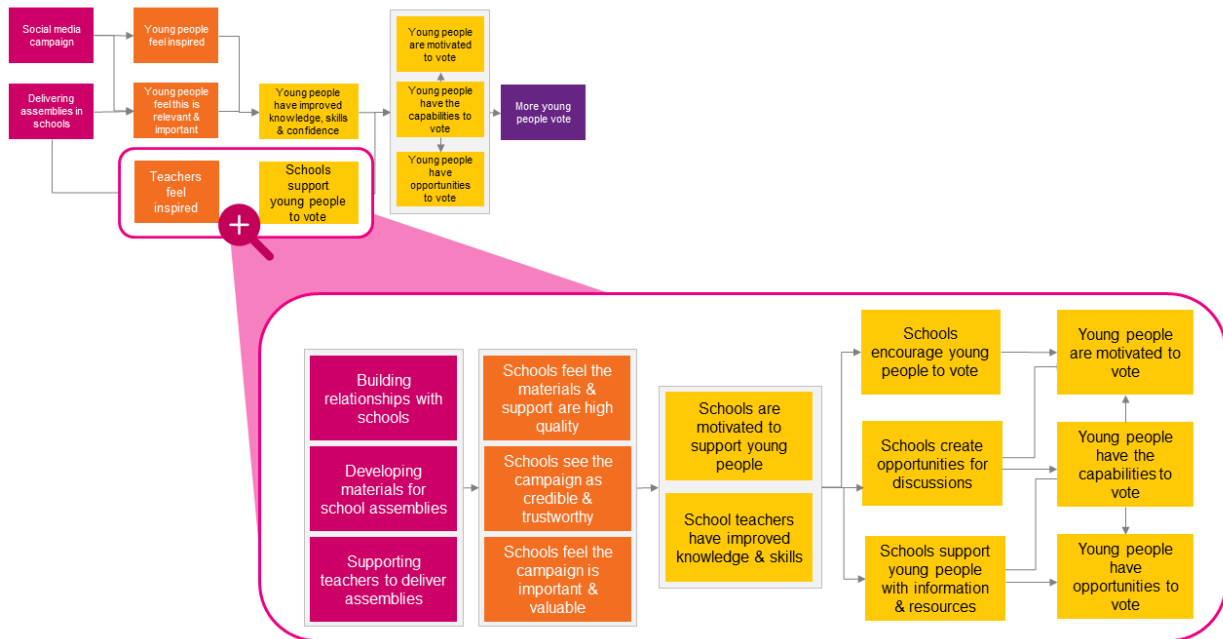 Social media
campaign
Young people
feel inspired
Young people
are motivated
to vote
Delivering
assemblies in
schools
Young people
feel this is
relevant &
important
Young people
have improved
knowledge, skills
& confidence
Young people
have the
capabilities to
vote
More young
people vote
Teachers
feel
inspired
Schools
support
young people
to vote
Young people
have
opportunities
to vote
Building
relationships with
schools
Developing
materials for
school assemblies
Supporting
teachers to deliver
assemblies
Schools feel the
materials &
support are high
quality
Schools see the
campaign as
credible &
trustworthy
Schools feel the
campaign is
important &
valuable
Schools are
motivated to
support young
people
School teachers
have improved
knowledge & skills
Schools
encourage young
people to vote
Schools create
opportunities for
discussions
Schools support
young people
with information
& resources
Young people
are motivated to
vote
Young people
have the
capabilities to
vote
Young people
have
opportunities to
vote